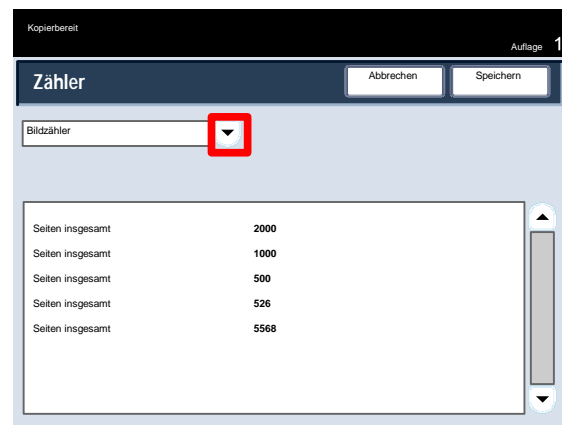 Kopierbereit
Auflage 1
Zähler
Abbrechen
Speichern
Bildzähler
Seiten insgesamt 2000
Seiten insgesamt 1000
Seiten insgesamt 500
Seiten insgesamt 526
Seiten insgesamt 5568